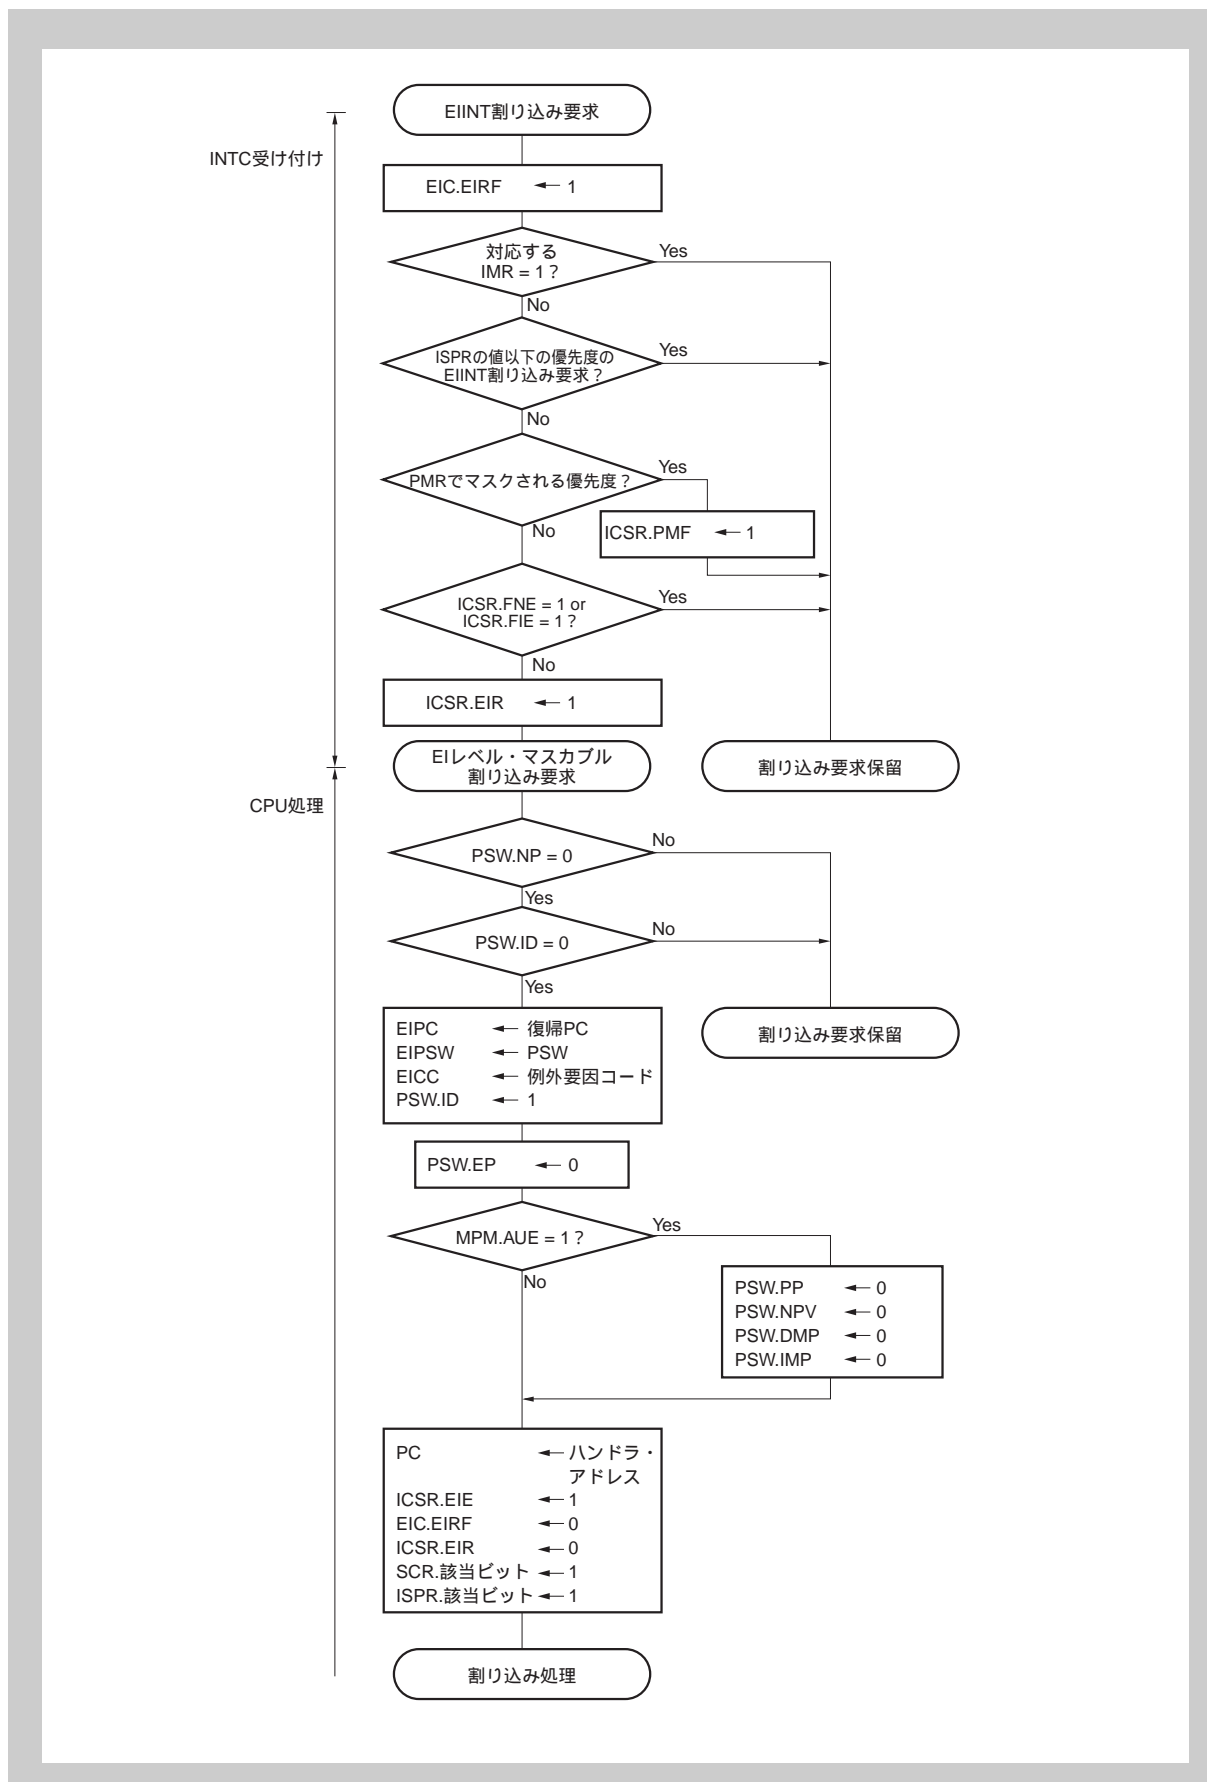 EIINT割り込み要求
INTC受け付け
EIC.EIRF ← 1
対応する
IMR = 1？
Yes
No
ISPRの値以下の優先度の
EIINT割り込み要求？
Yes
No
PMRでマスクされる優先度？
Yes
No
ICSR.PMF ← 1
ICSR.FNE = 1 or
ICSR.FIE = 1？
Yes
No
ICSR.EIR ← 1
EIレベル・マスカブル
割り込み要求
割り込み要求保留
CPU処理
PSW.NP = 0
No
Yes
PSW.ID = 0
No
Yes
割り込み要求保留
EIPC ← 復帰PC
EIPSW ← PSW
EICC ← 例外要因コード
PSW.ID ← 1
PSW.EP ← 0
MPM.AUE = 1？
Yes
No
PSW.PP ← 0
PSW.NPV ← 0
PSW.DMP ← 0
PSW.IMP ← 0
PC ← ハンドラ・
アドレス
ICSR.EIE ← 1
EIC.EIRF ← 0
ICSR.EIR ← 0
SCR.該当ビット ← 1
ISPR.該当ビット ← 1
割り込み処理